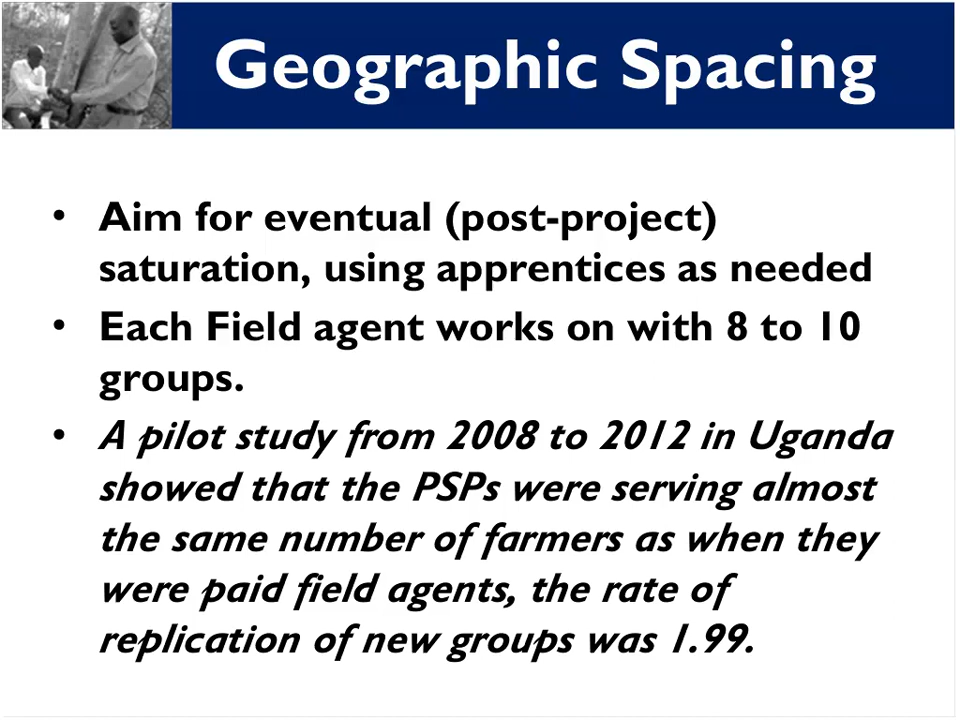 Geographic Spacing
• Aim for eventual (post-project)
saturation, using apprentices as needed
• Each Field agent works on with 8 to 10
groups.
• A pilot study from 2008 to 2012 in Uganda
showed that the PSPs were serving almost
the same number of farmers as when they
were paid field agents, the rate of
replication of new groups was 1.99.